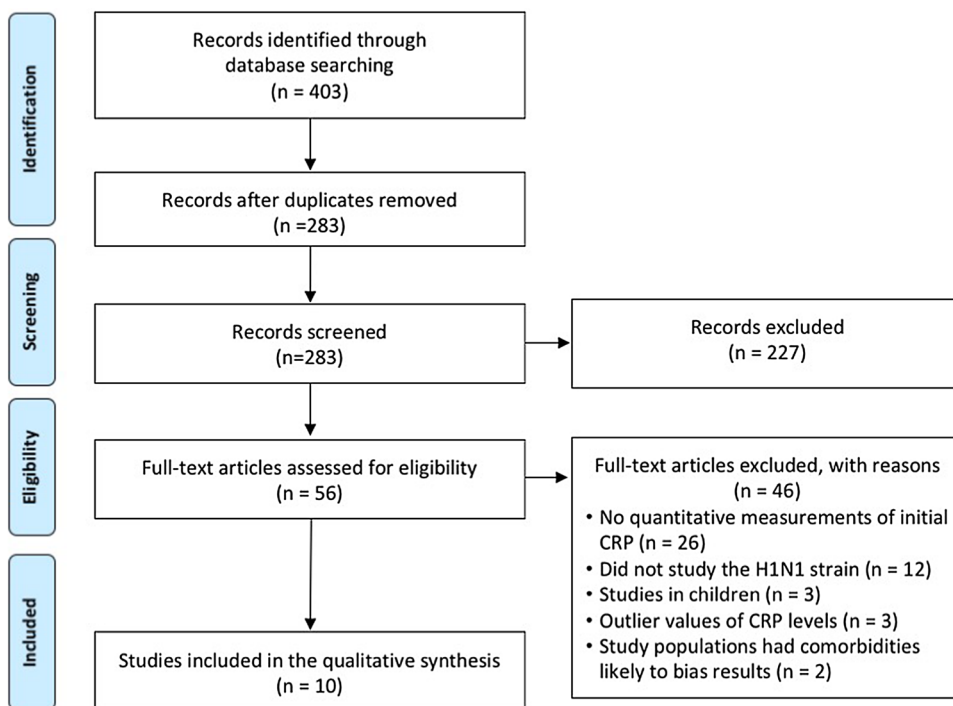 Identification
Records identified through
database searching
(n = 403)
Records after duplicates removed
(n =283)
Screening
Records screened
(n=283)
Records excluded
(n = 227)
Eligibility
Full-text articles assessed for eligibility
(n = 56)
Full-text articles excluded, with reasons
(n = 46)
• No quantitative measurements of initial
CRP (n = 26)
• Did not study the H1N1 strain (n = 12)
• Studies in children (n = 3)
• Outlier values of CRP levels (n = 3)
• Study populations had comorbidities
likely to bias results (n = 2)
Included
Studies included in the qualitative synthesis
(n = 10)